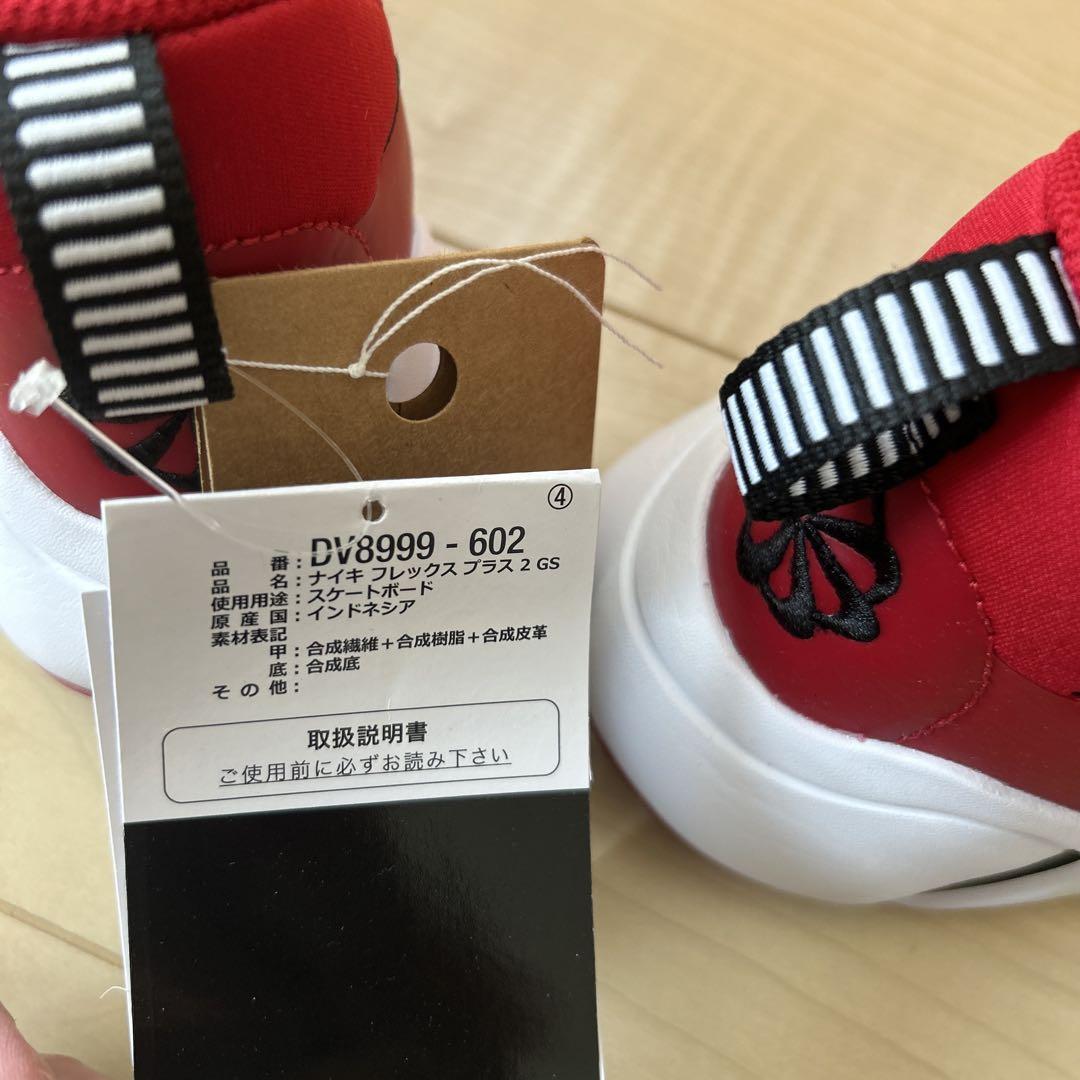 ④
品番：DV8999 - 602
品名：ナイキ フレックス プラス 2 GS
使用用途：スケートボード
原産国：インドネシア
素材表記
甲：合成繊維＋合成樹脂＋合成皮革
底：合成底
その他：
取扱説明書
ご使用前に必ずお読み下さい